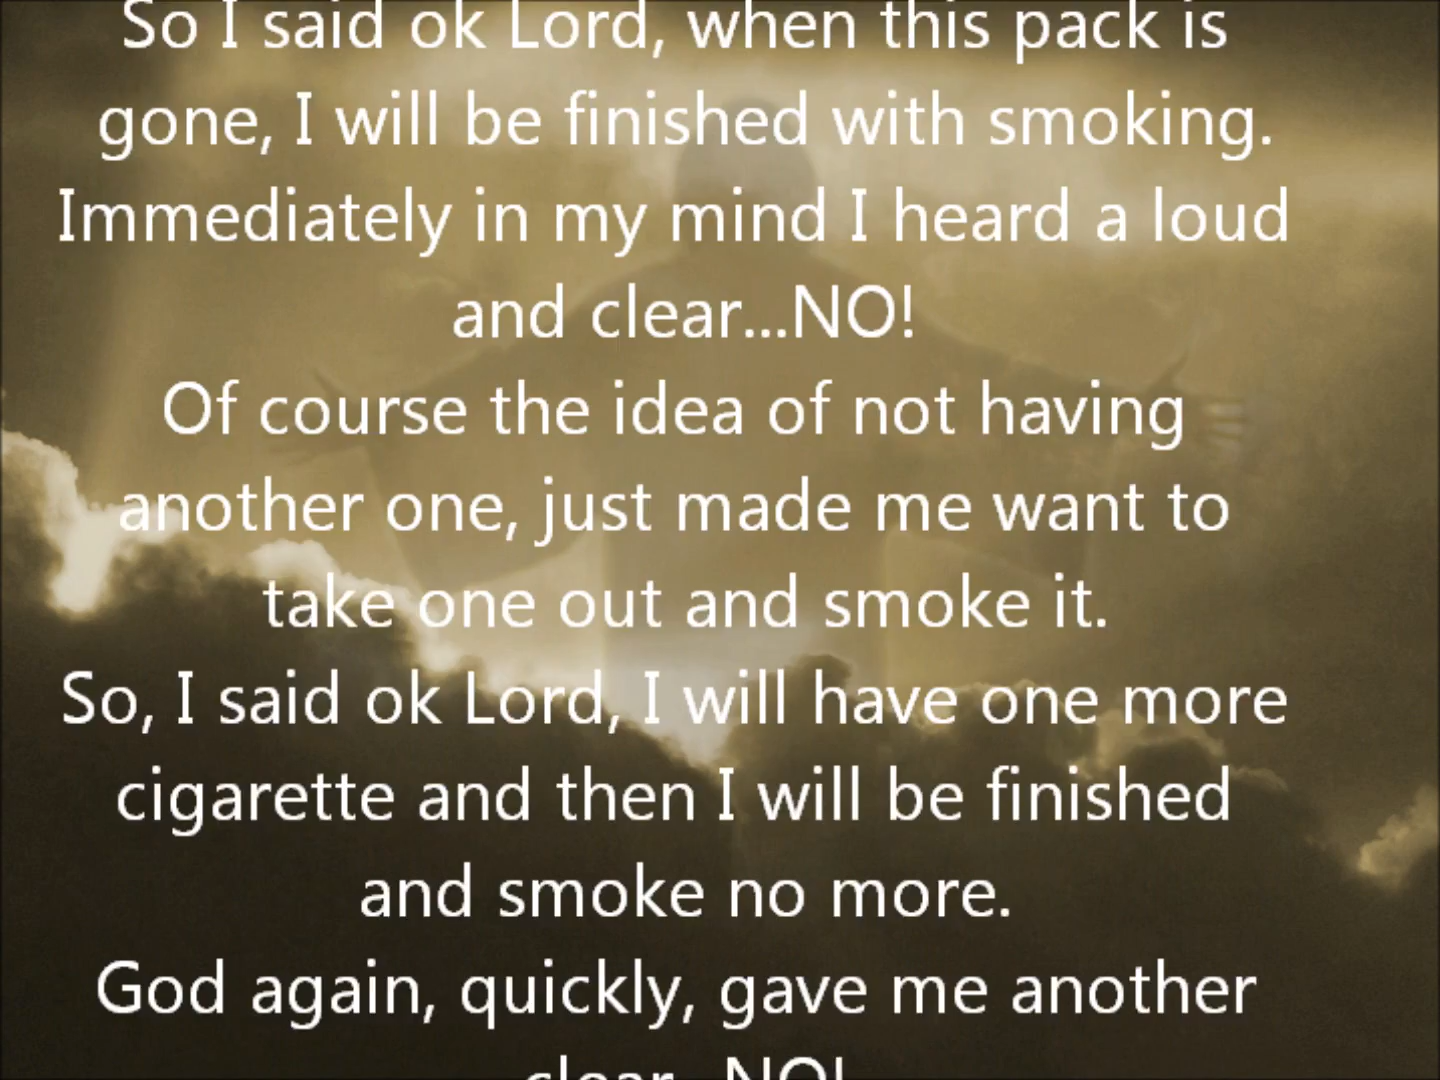 So I said ok Lord, when this pack is
gone, I will be finished with smoking.
Immediately in my mind I heard a loud
and clear...NO!
Of course the idea of not having
another one, just made me want to
take one out and smoke it.
So, I said ok Lord, I will have one more
cigarette and then I will be finished
and smoke no more.
God again, quickly, gave me another
clear...NO!